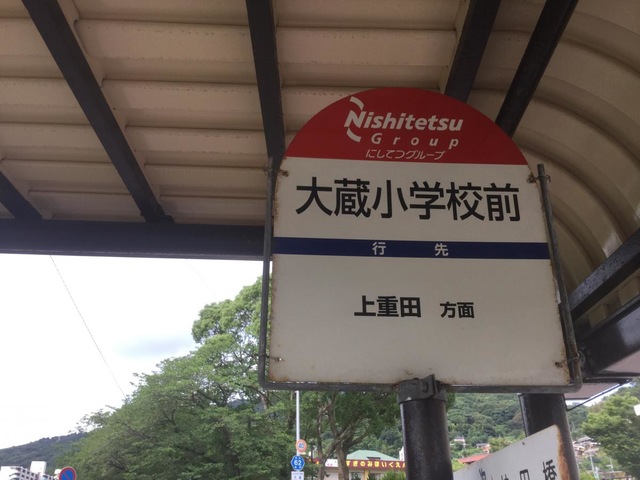 Nishitetsu
Group
にしてつグループ
大蔵小学校前
行先
上重田 方面
62